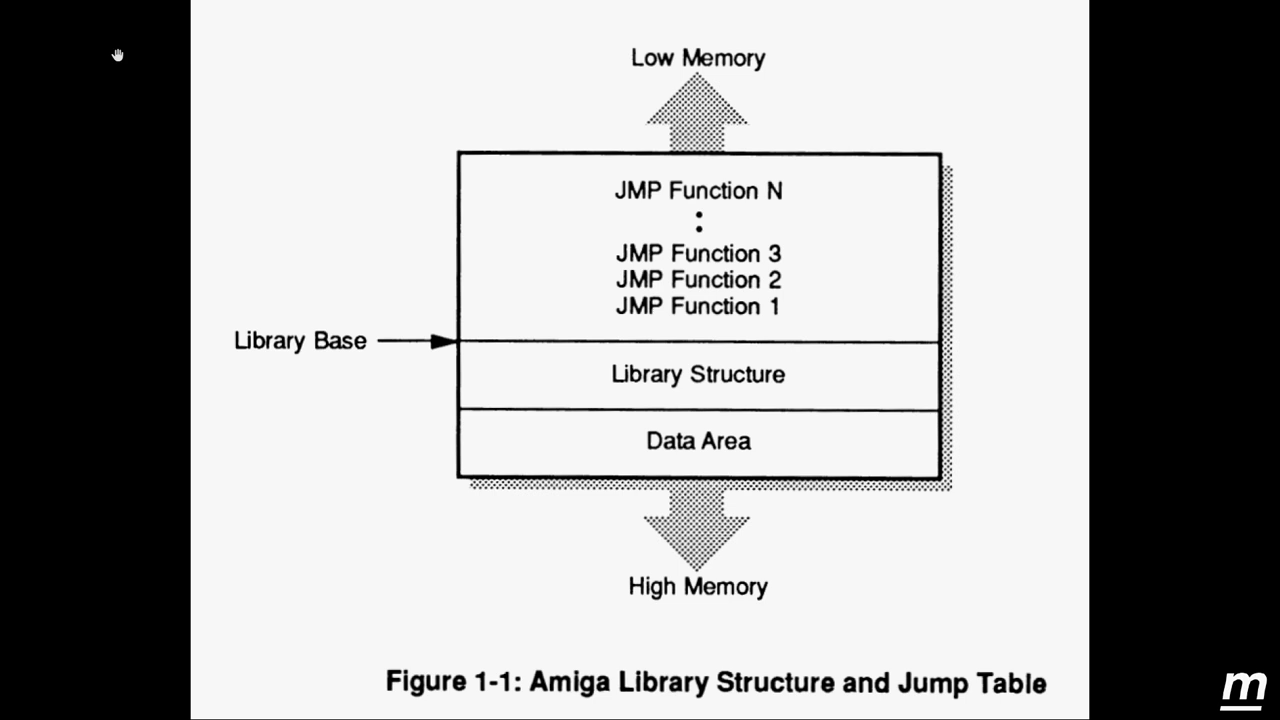 Low Memory
JMP Function N
JMP Function 3
JMP Function 2
JMP Function 1
Library Base
Library Structure
Data Area
High Memory
Figure 1-1: Amiga Library Structure and Jump Table
m